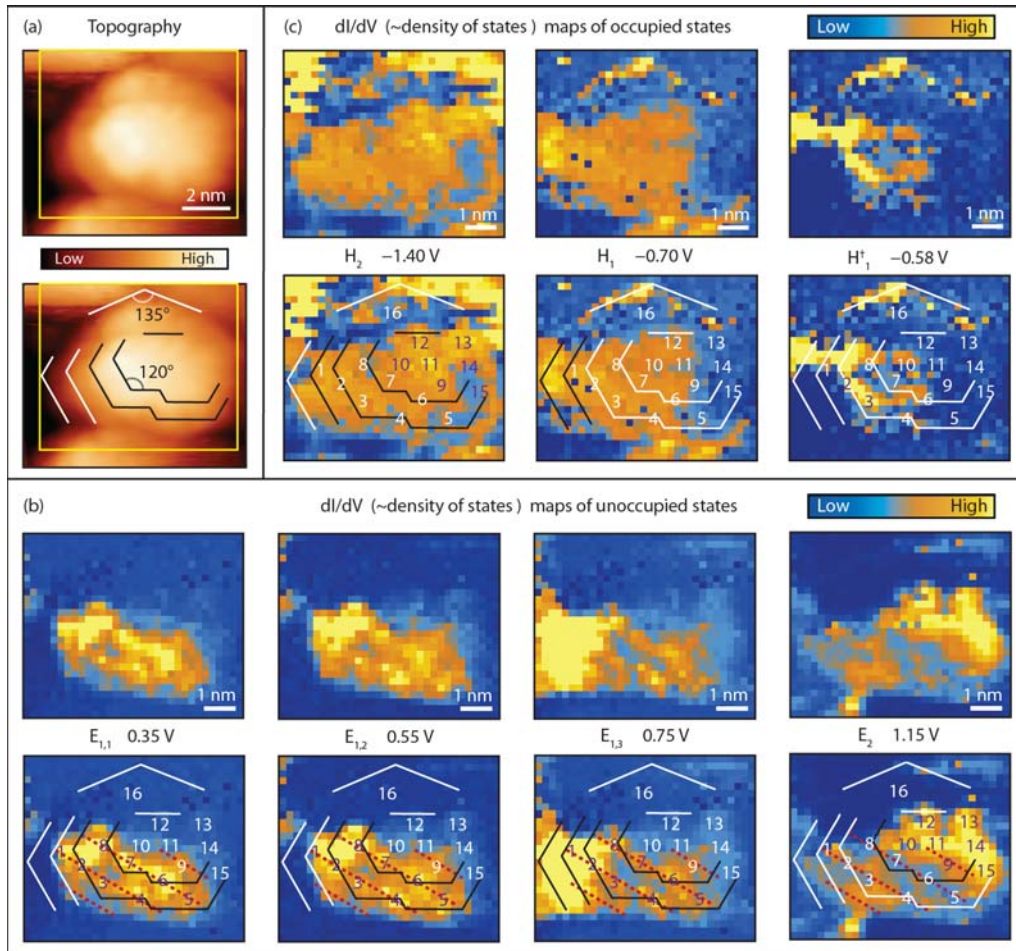 (a)
Topography
2 nm
Low High
135°
120°
(c) dI/dV (~density of states) maps of occupied states
Low High
1 nm 1 nm 1 nm
H2 −1.40 V H1 −0.70 V H†1 −0.58 V
16 16 16
12 13 12 13 12 13
1 2 8 10 11 14 1 2 8 10 11 14 1 2 8 10 11 14
3 7 9 15 3 7 9 15 3 7 9 15
4 6 5 4 6 5 4 6 5
(b) dI/dV (~density of states) maps of unoccupied states
Low High
1 nm 1 nm 1 nm 1 nm
E1,1 0.35 V E1,2 0.55 V E1,3 0.75 V E2 1.15 V
16 16 16 16
12 13 12 13 12 13 12 13
1 2 8 10 11 14 1 2 8 10 11 14 1 2 8 10 11 14 1 2 8 10 11 14
3 7 9 15 3 7 9 15 3 7 9 15 3 7 9 15
4 6 5 4 6 5 4 6 5 4 6 5